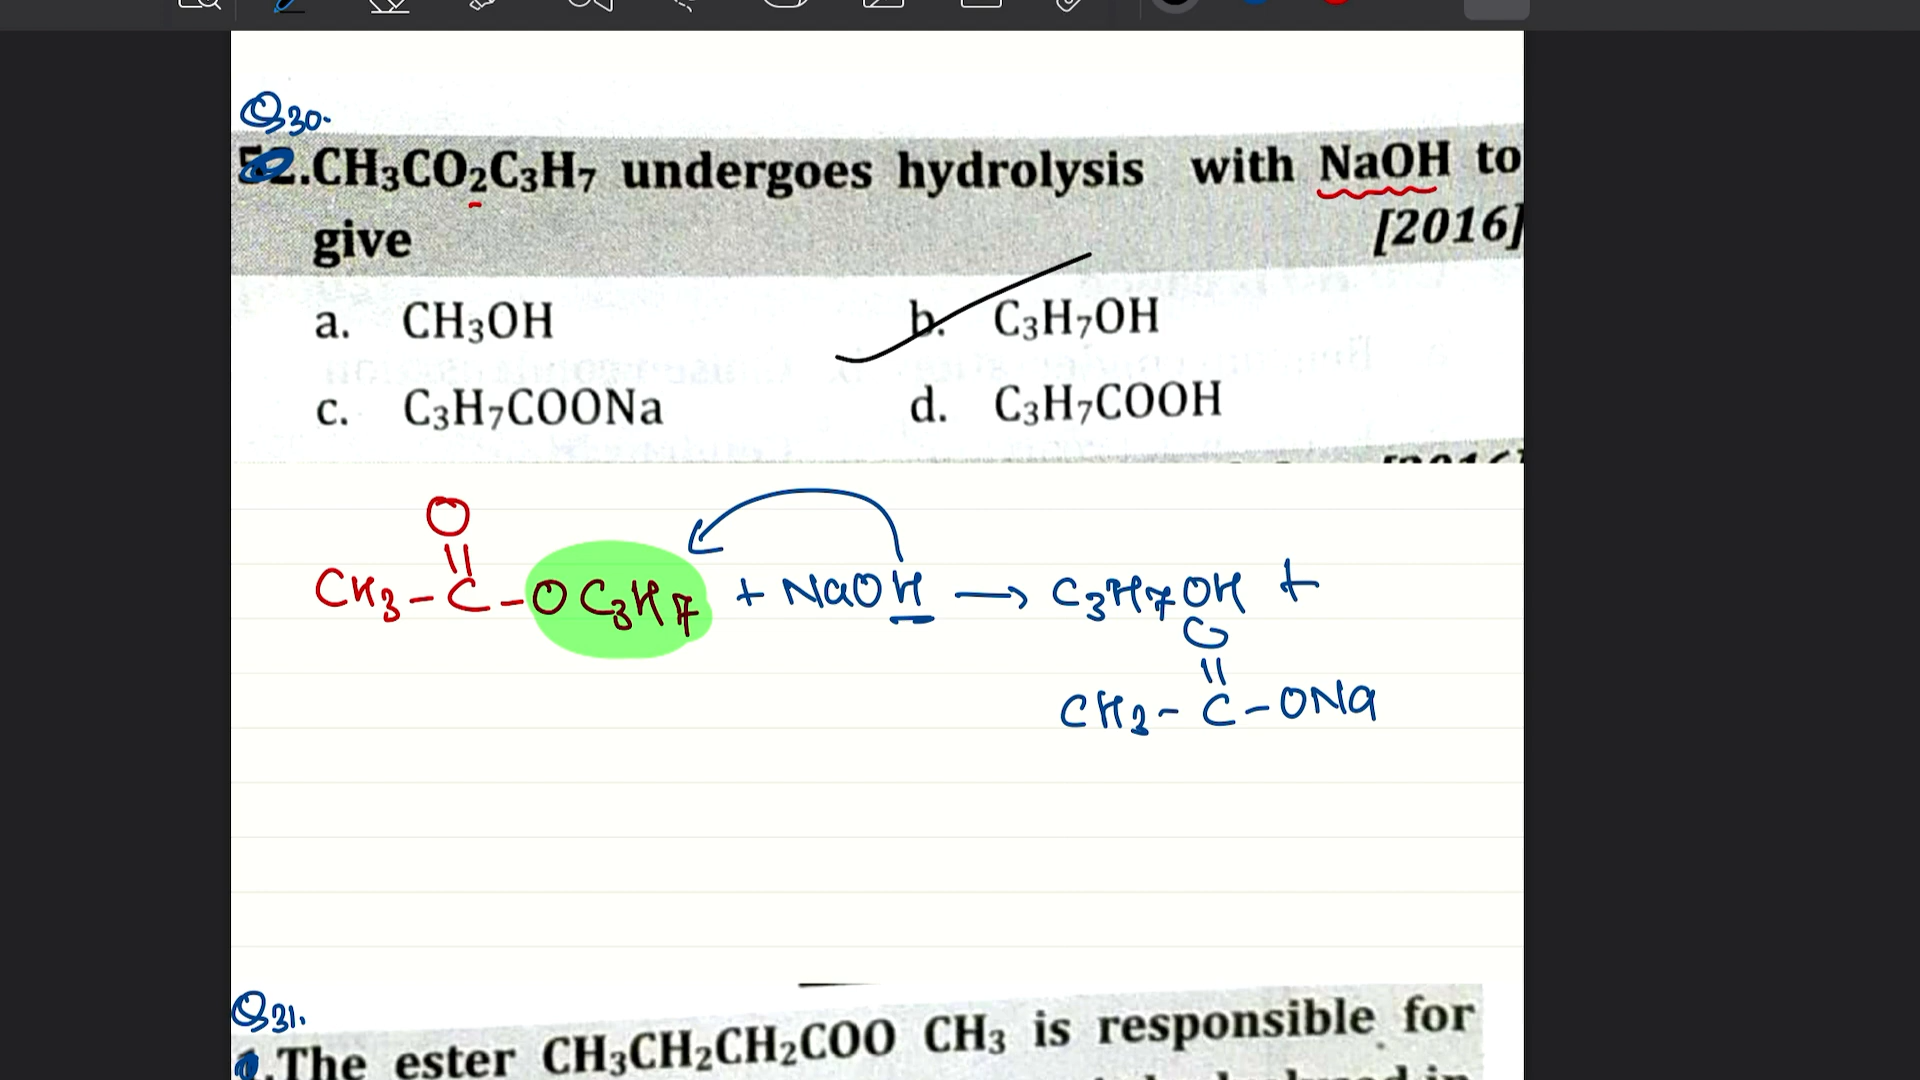 Q30.
52.CH₃CO₂C₃H₇ undergoes hydrolysis with NaOH to
give [2016]
a. CH₃OH b. C₃H₇OH
c. C₃H₇COONa d. C₃H₇COOH
O
||
CH₃-C-OC₃H₇ + NaOH → C₃H₇OH +
O
||
CH₃-C-ONa
Q31.
.The ester CH₃CH₂CH₂COO CH₃ is responsible for